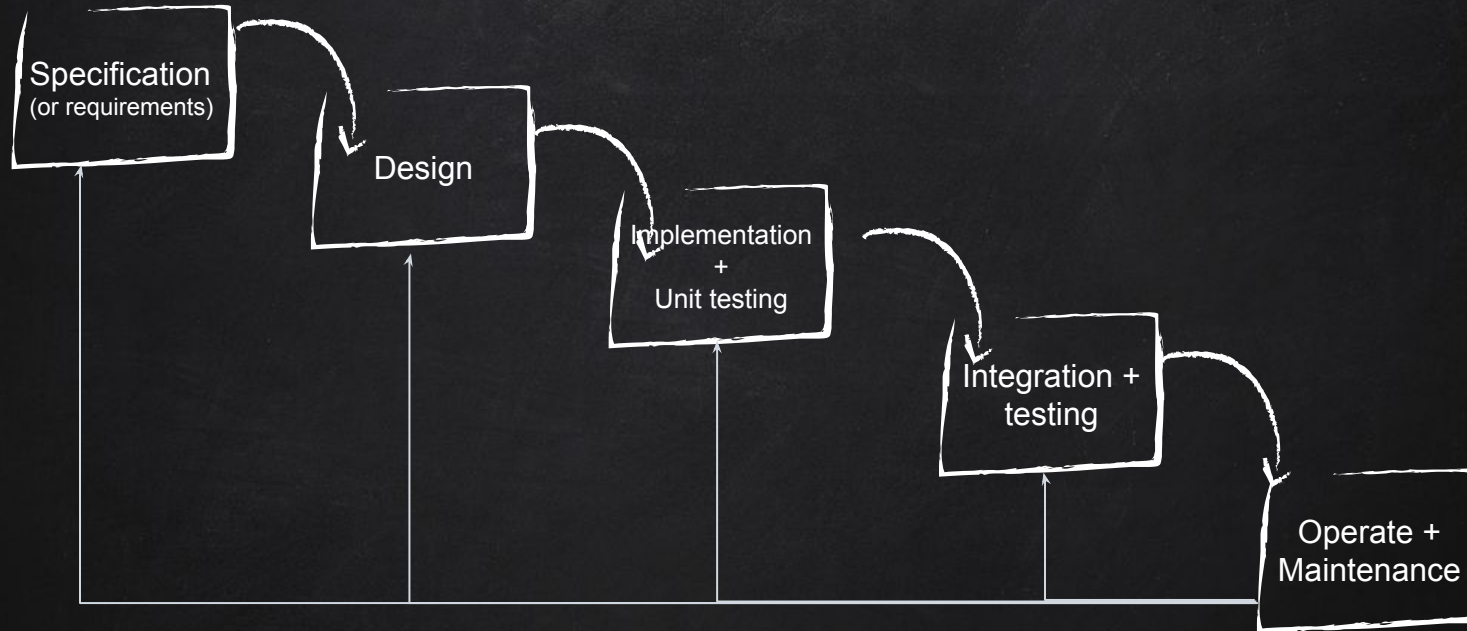 Specification
(or requirements)
Design
Implementation
+
Unit testing
Integration +
testing
Operate +
Maintenance